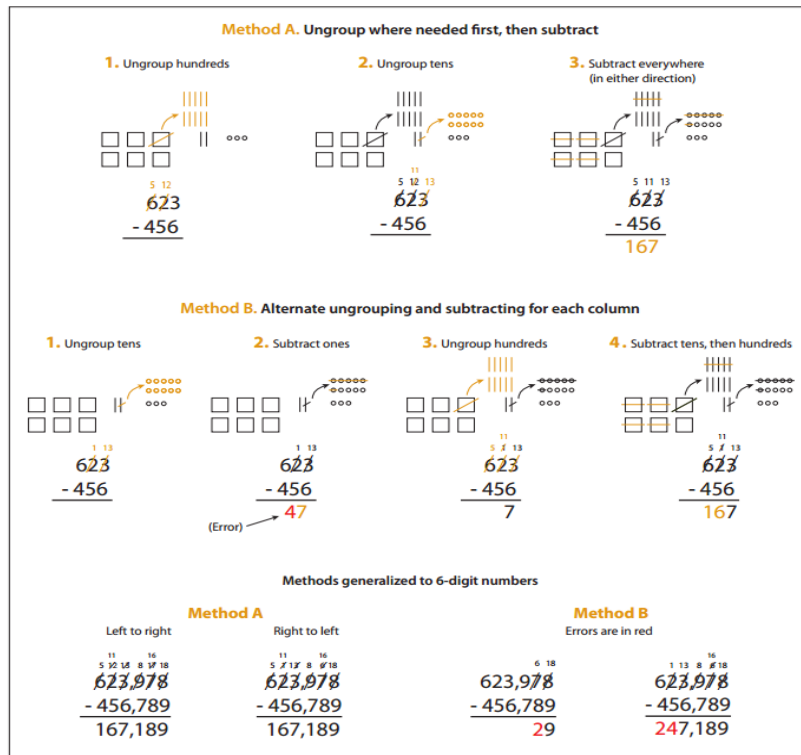 Method A. Ungroup where needed first, then subtract
1. Ungroup hundreds
2. Ungroup tens
3. Subtract everywhere
(in either direction)
11
5 12
5 12 13
5 11 13
623
623
623
- 456
- 456
- 456
167
Method B. Alternate ungrouping and subtracting for each column
1. Ungroup tens
2. Subtract ones
3. Ungroup hundreds
4. Subtract tens, then hundreds
11
11
1 13
1 13
5 1 13
5 1 13
623
623
623
623
- 456
- 456
- 456
- 456
47
7
167
(Error)
Methods generalized to 6-digit numbers
Method A
Method B
Left to right
Right to left
Errors are in red
11 16
11 16
16
5 12 13 8 17 18
5 1 13 8 6 18
6 18
1 13 8 6 18
623,978
623,978
623,978
623,978
- 456,789
- 456,789
- 456,789
- 456,789
167,189
167,189
29
247,189